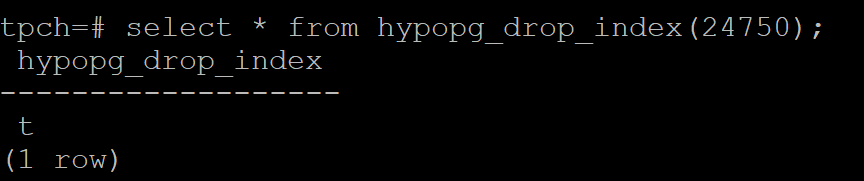 tpch=# select * from hypopg_drop_index(24750);
 hypopg_drop_index
-------------------
 t
(1 row)